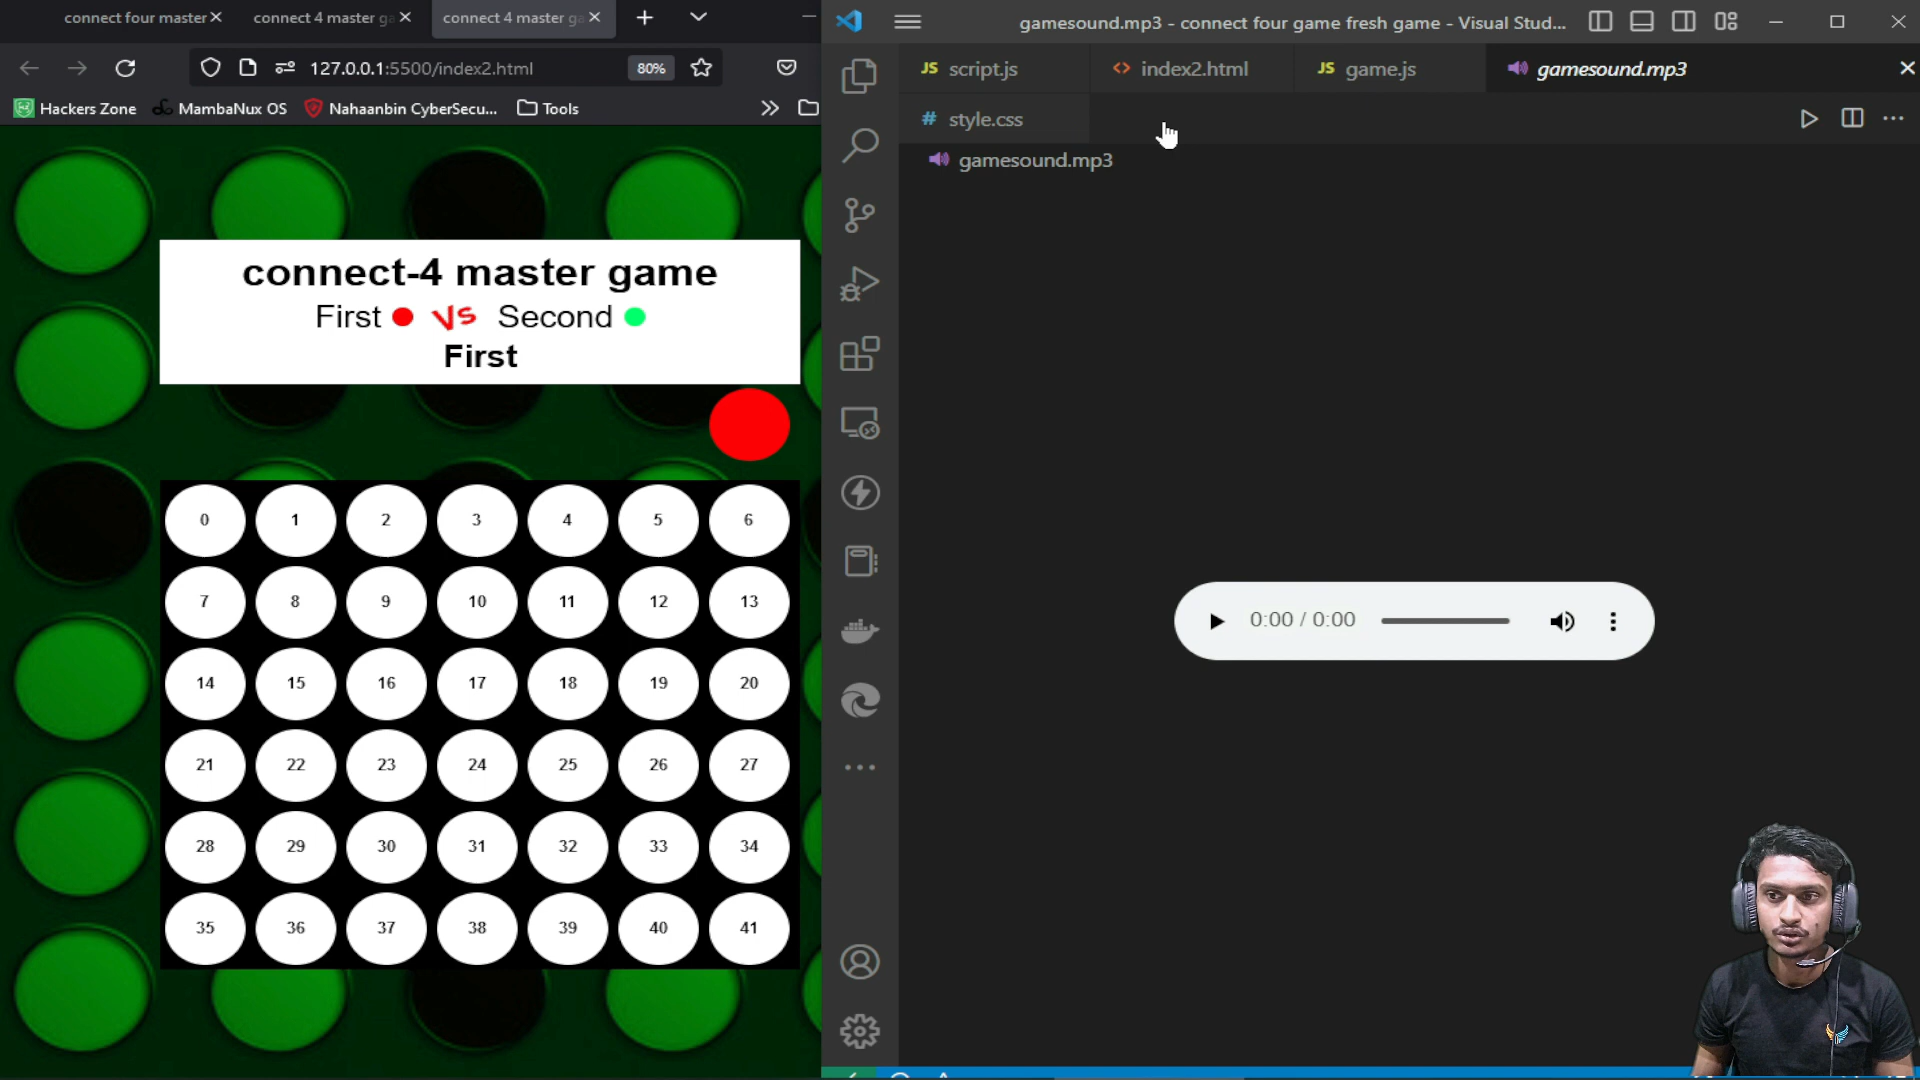 connect four master
connect 4 master ga
connect 4 master ga
127.0.0.1:5500/index2.html
80%
Hackers Zone
MambaNux OS
Nahaanbin CyberSecu...
Tools
connect-4 master game
First Vs Second
First
0 1 2 3 4 5 6
7 8 9 10 11 12 13
14 15 16 17 18 19 20
21 22 23 24 25 26 27
28 29 30 31 32 33 34
35 36 37 38 39 40 41
gamesound.mp3 - connect four game fresh game - Visual Stud...
JS script.js
<> index2.html
JS game.js
gamesound.mp3
# style.css
gamesound.mp3
0:00 / 0:00